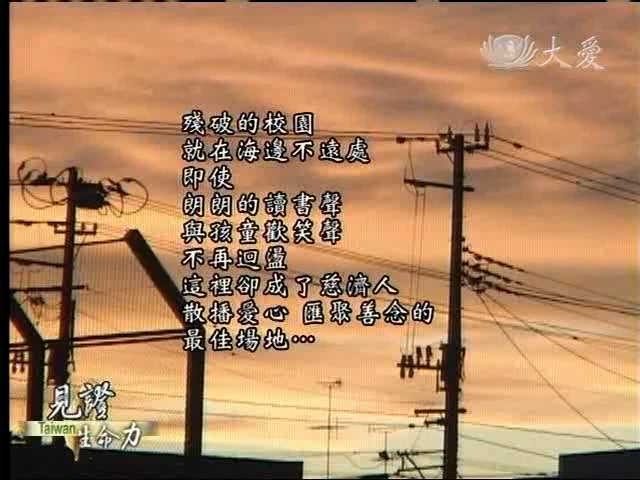 大愛
殘破的校園
就在海邊不遠處
即使
朗朗的讀書聲
與孩童歡笑聲
不再迴盪
這裡卻成了慈濟人
散播愛心 匯聚善念的
最佳場地…
見證
Taiwan 生命力